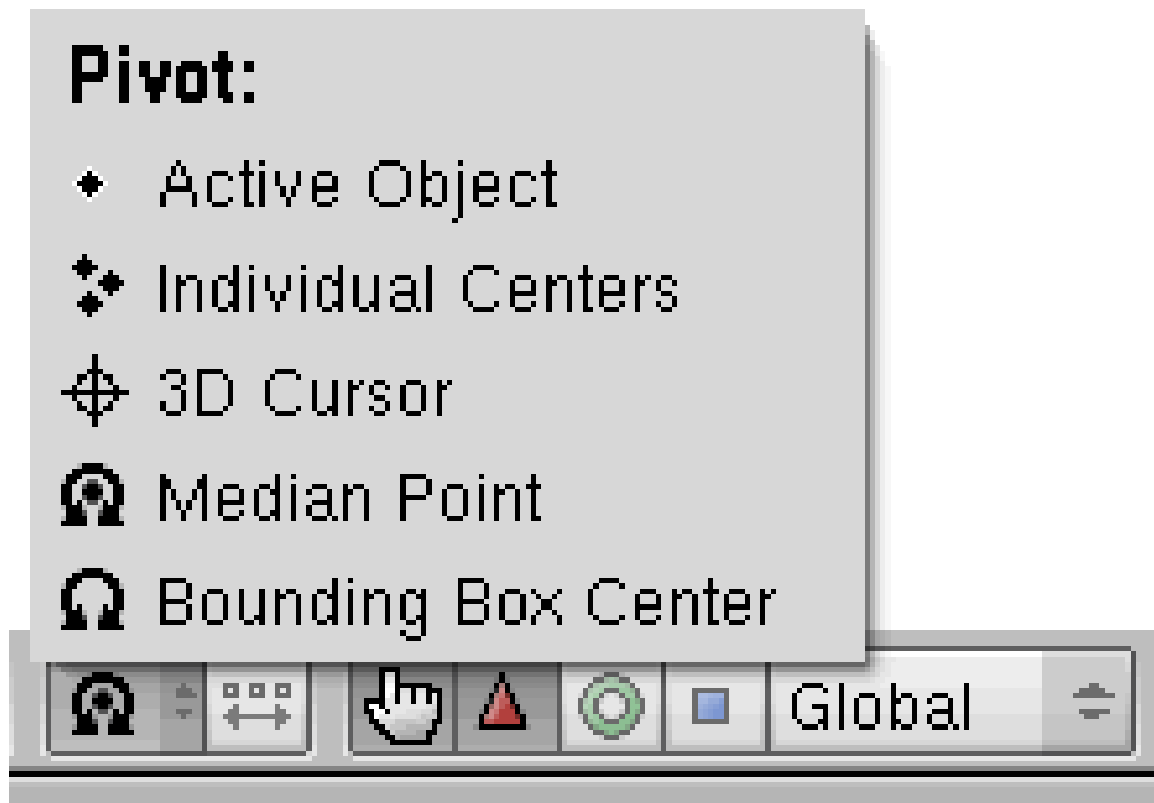 Pivot:
Active Object
Individual Centers
3D Cursor
Median Point
Bounding Box Center
Global